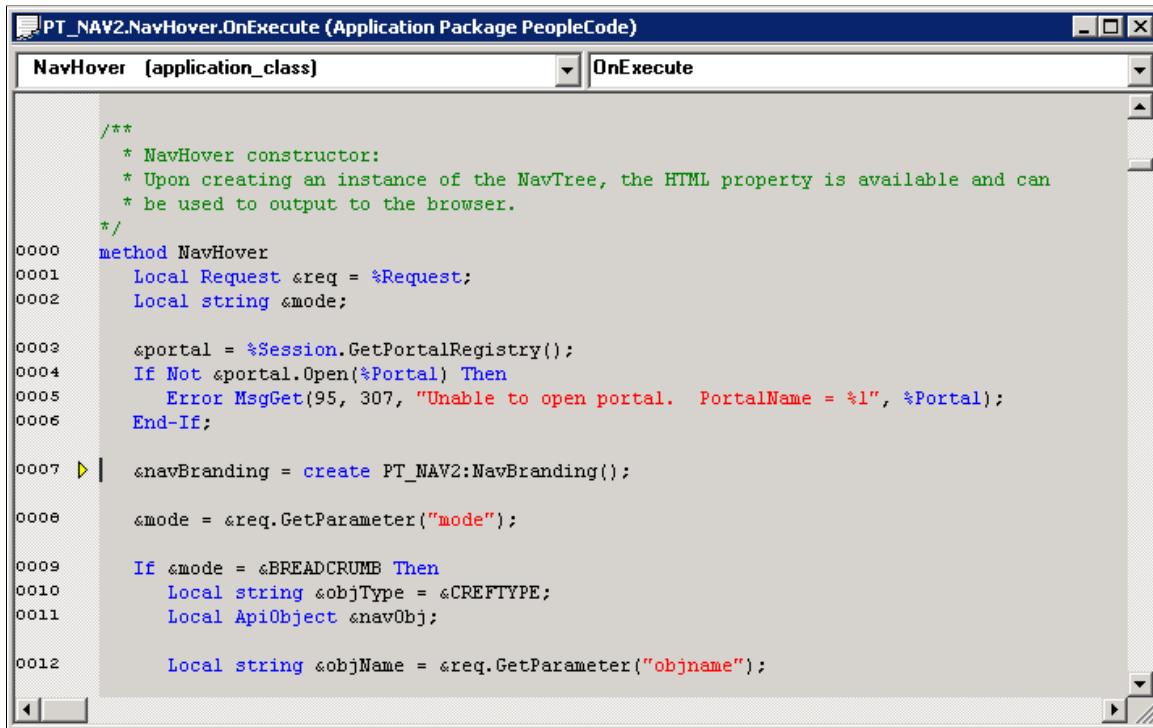 PT_NAV2.NavHover.OnExecute (Application Package PeopleCode)
NavHover (application_class) OnExecute
/**
* NavHover constructor:
* Upon creating an instance of the NavTree, the HTML property is available and can
* be used to output to the browser.
*/
0000 method NavHover
0001 Local Request &req = %Request;
0002 Local string &mode;
0003 &portal = %Session.GetPortalRegistry();
0004 If Not &portal.Open(%Portal) Then
0005 Error MsgGet(95, 307, "Unable to open portal.  PortalName = %1", %Portal);
0006 End-If;
0007 &navBranding = create PT_NAV2:NavBranding();
0008 &mode = &req.GetParameter("mode");
0009 If &mode = &BREADCRUMB Then
0010 Local string &objType = &CREFTYPE;
0011 Local ApiObject &navObj;
0012 Local string &objName = &req.GetParameter("objname");